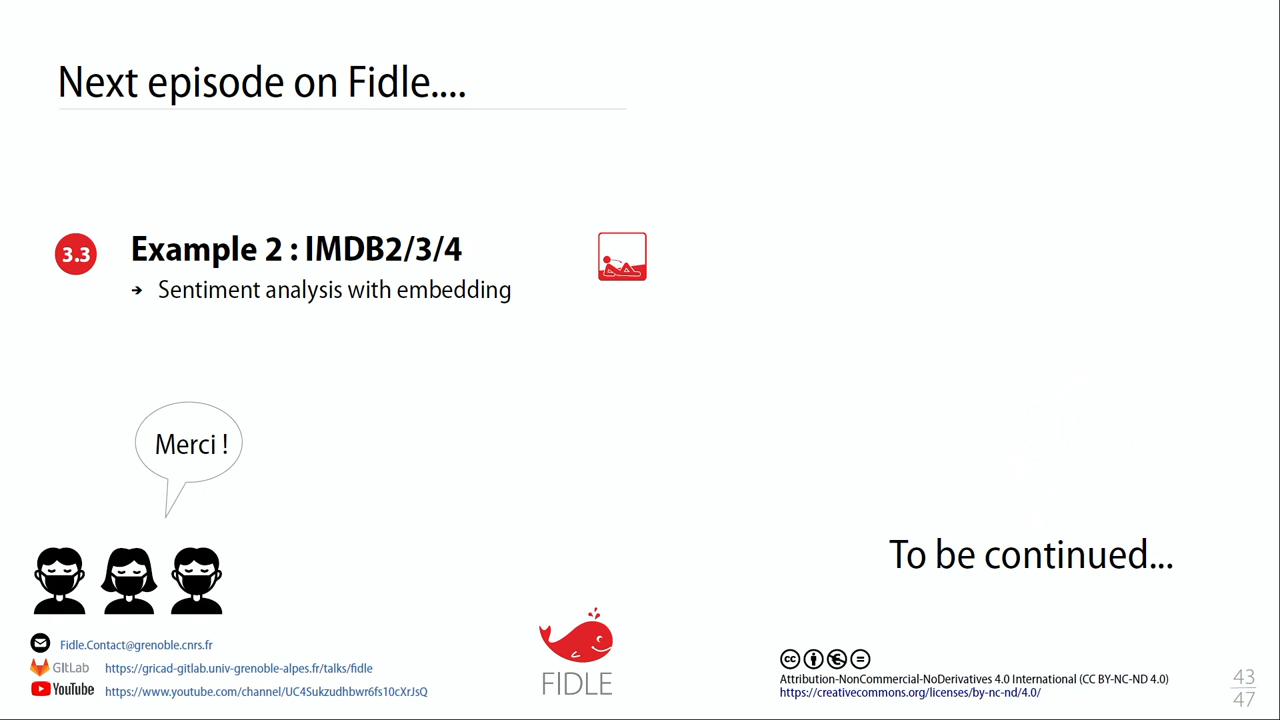 Next episode on Fidle....
3.3
Example 2 : IMDB2/3/4
➔ Sentiment analysis with embedding
Merci !
To be continued...
Fidle.Contact@grenoble.cnrs.fr
GItLab https://gricad-gitlab.univ-grenoble-alpes.fr/talks/fidle
YouTube https://www.youtube.com/channel/UC4Sukzudhbwr6fs10cXrJsQ
FIDLE
cc
Attribution-NonCommercial-NoDerivatives 4.0 International (CC BY-NC-ND 4.0)
https://creativecommons.org/licenses/by-nc-nd/4.0/
43
47